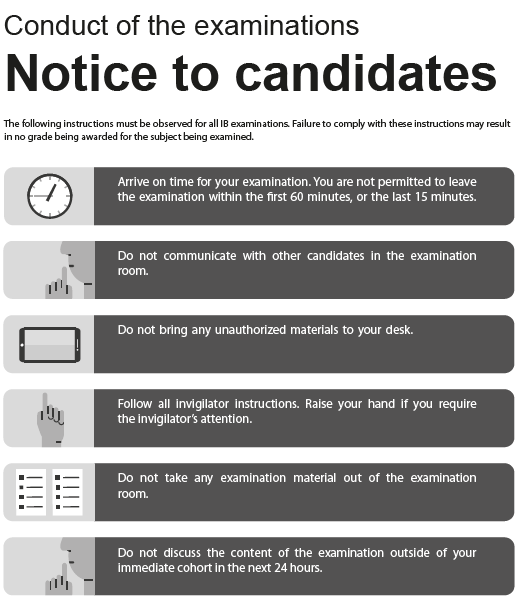 Conduct of the examinations
Notice to candidates
The following instructions must be observed for all IB examinations. Failure to comply with these instructions may result
in no grade being awarded for the subject being examined.
Arrive on time for your examination. You are not permitted to leave
the examination within the first 60 minutes, or the last 15 minutes.
Do not communicate with other candidates in the examination
room.
Do not bring any unauthorized materials to your desk.
Follow all invigilator instructions. Raise your hand if you require
the invigilator's attention.
Do not take any examination material out of the examination
room.
Do not discuss the content of the examination outside of your
immediate cohort in the next 24 hours.